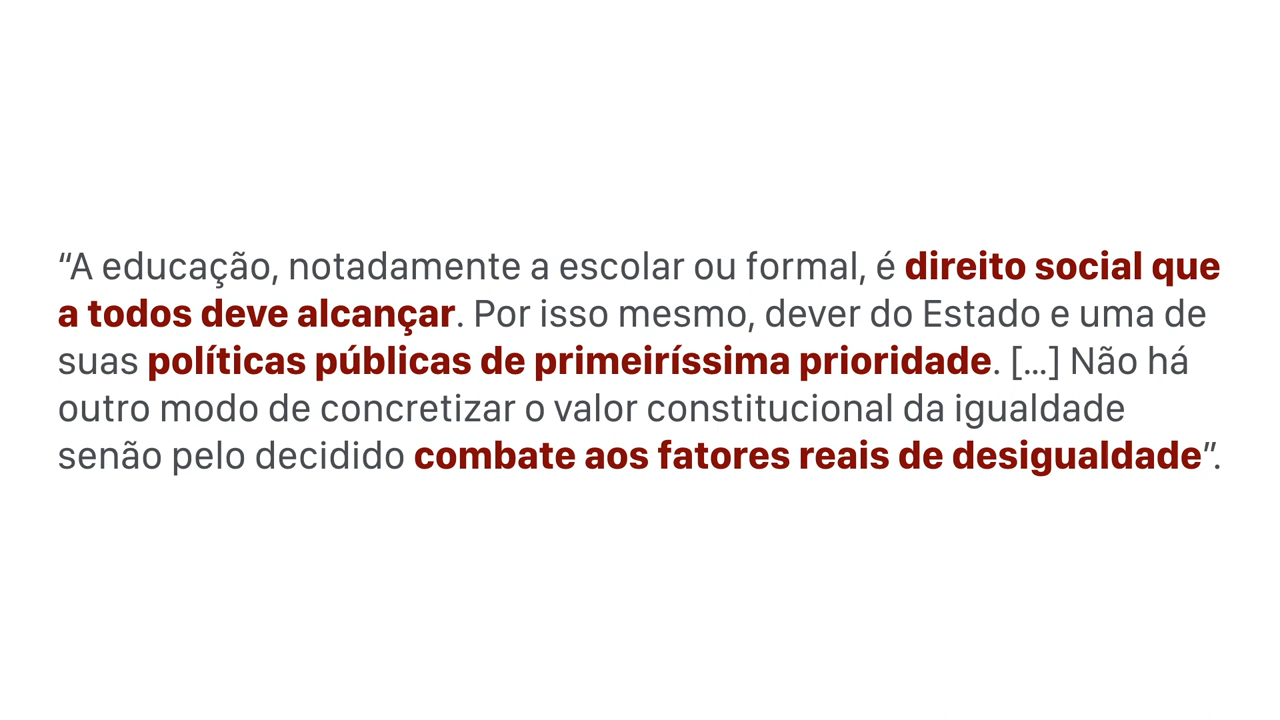 “A educação, notadamente a escolar ou formal, é direito social que
a todos deve alcançar. Por isso mesmo, dever do Estado e uma de
suas políticas públicas de primeiríssima prioridade. [...] Não há
outro modo de concretizar o valor constitucional da igualdade
senão pelo decidido combate aos fatores reais de desigualdade”.